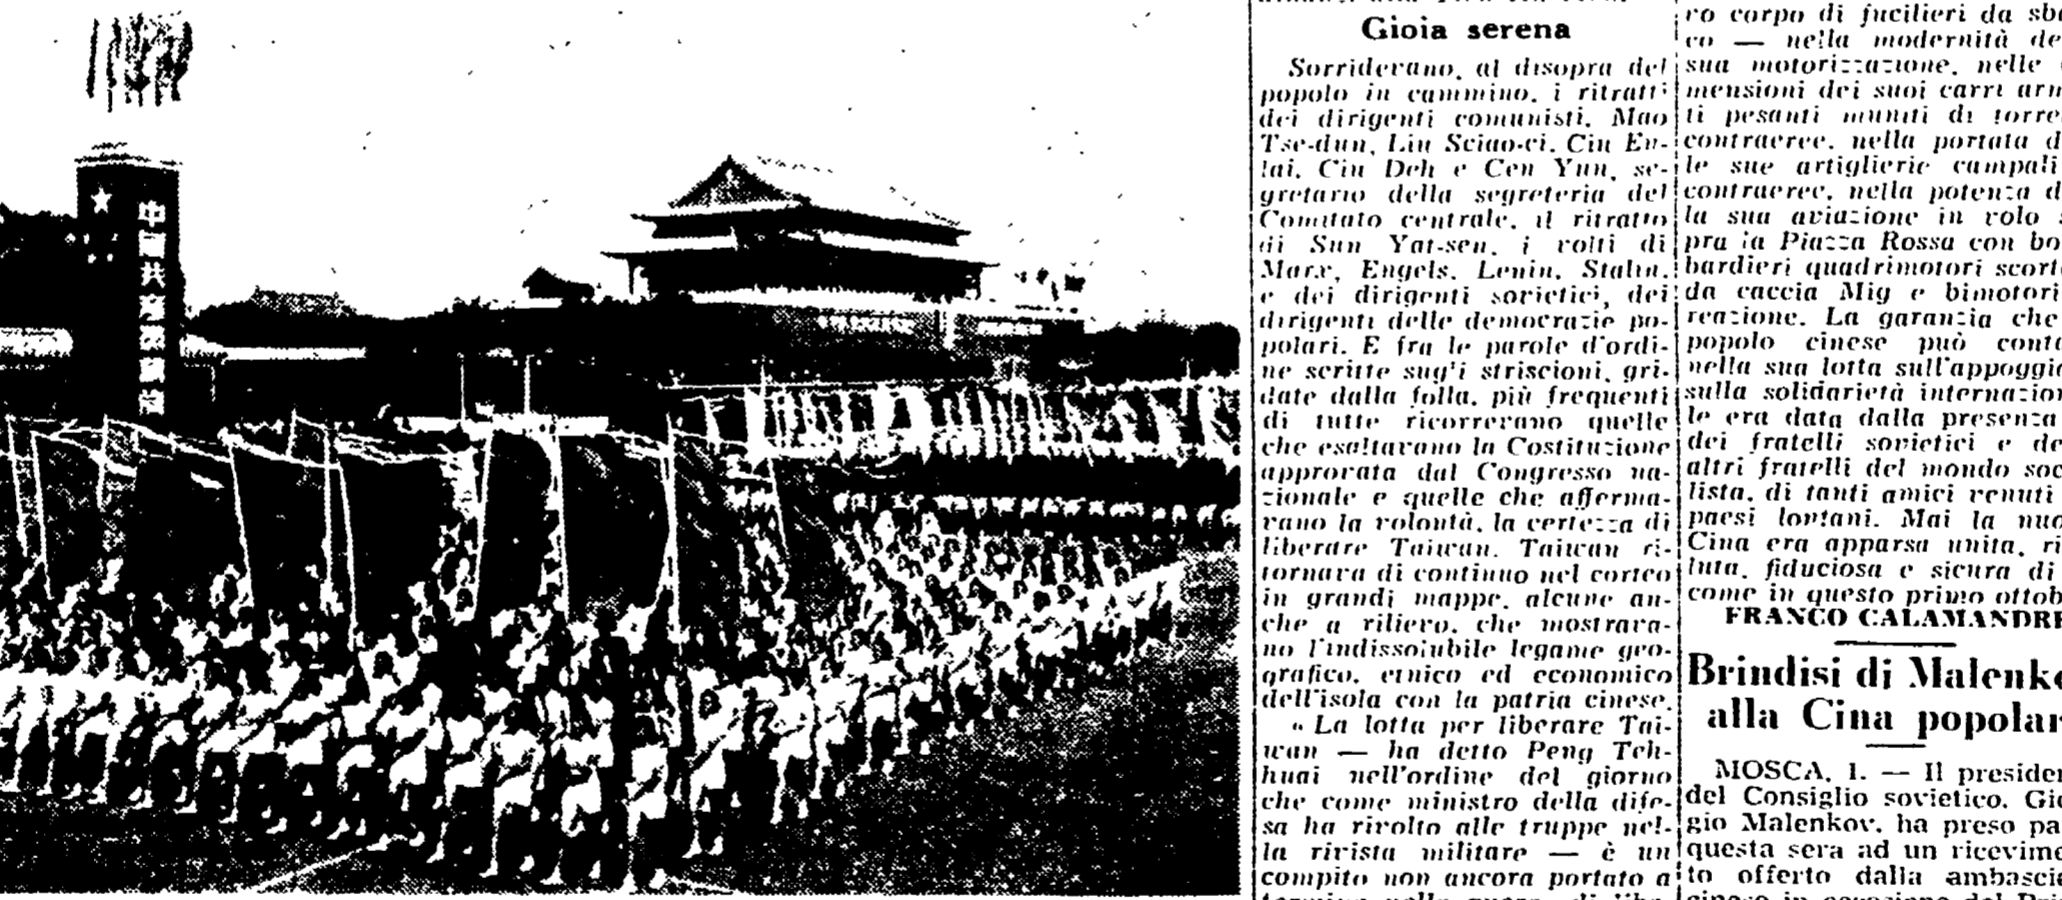 中国共产党万岁
Gioia serena
Sorridevano, al disopra del
popolo in cammino, i ritratti
dei dirigenti comunisti, Mao
Tse-dun, Liu Sciao-ci, Ciu En-
lai, Ciu Deh e Cen Yun, se-
gretario della segreteria del
Comitato centrale, il ritratto
di Sun Yat-sen, i volti di
Marx, Engels, Lenin, Stalin,
e dei dirigenti sovietici, dei
dirigenti delle democrazie po-
polari. E fra le parole d'ordi-
ne scritte sugli striscioni, gri-
date dalla folla, più frequenti
di tutte ricorrevano quelle
che esaltavano la Costituzione
approvata dal Congresso na-
zionale e quelle che afferma-
vano la volontà, la certezza di
liberare Taiwan. Taiwan ri-
tornava di continuo nel corteo
in grandi mappe, alcune an-
che a rilievo, che mostrava-
no l'indissolubile legame geo-
grafico, etnico ed economico
dell'isola con la patria cinese.
« La lotta per liberare Tai-
wan — ha detto Peng Teh-
huai nell'ordine del giorno
che come ministro della dife-
sa ha rivolto alle truppe nel-
la rivista militare — è un
compito non ancora portato a
ro corpo di fucilieri da sba
co — nella modernità de
sua motorizzazione, nelle
mensioni dei suoi carri arm
ti pesanti muniti di torre
contraeree, nella portata d
le sue artiglierie campali
contraeree, nella potenza d
la sua aviazione in volo
pra la Piazza Rossa con bo
bardieri quadrimotori scort
da caccia Mig e bimotori
reazione. La garanzia che
popolo cinese può conta
nella sua lotta sull'appoggio
sulla solidarietà internazion
le era data dalla presenza
dei fratelli sovietici e de
altri fratelli del mondo soc
lista, di tanti amici venuti
paesi lontani. Mai la nuo
Cina era apparsa unita, ri
luta, fiduciosa e sicura di
come in questo primo ottob
FRANCO CALAMANDRE
Brindisi di Malenko
alla Cina popolar
MOSCA, 1. — Il presiden
del Consiglio sovietico, Gio
gio Malenkov, ha preso pa
questa sera ad un ricevime
to offerto dalla ambascia